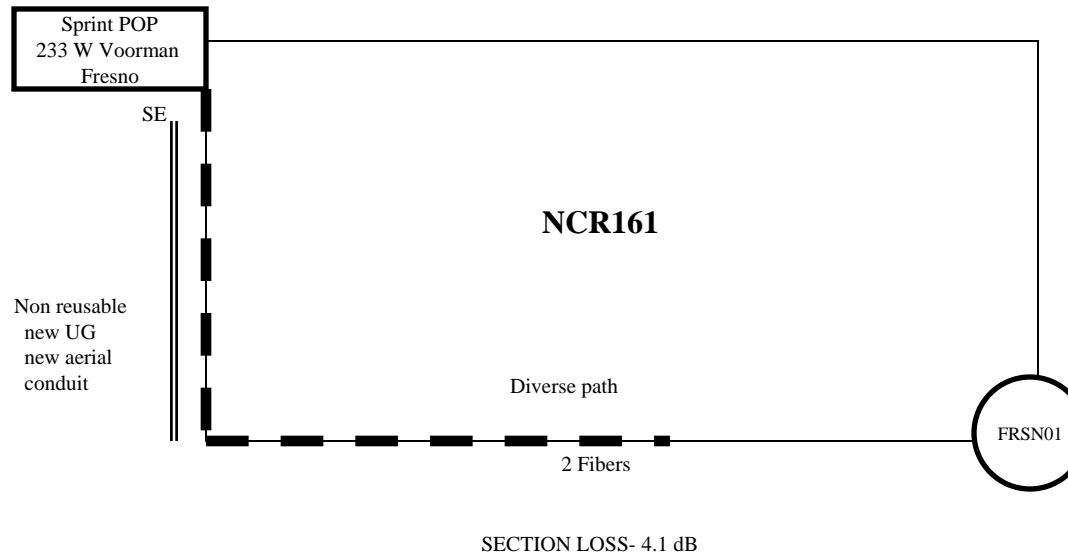 Sprint POP
233 W Voorman
Fresno
SE
NCR161
Non reusable
new UG
new aerial
conduit
Diverse path
FRSN01
2 Fibers
SECTION LOSS- 4.1 dB